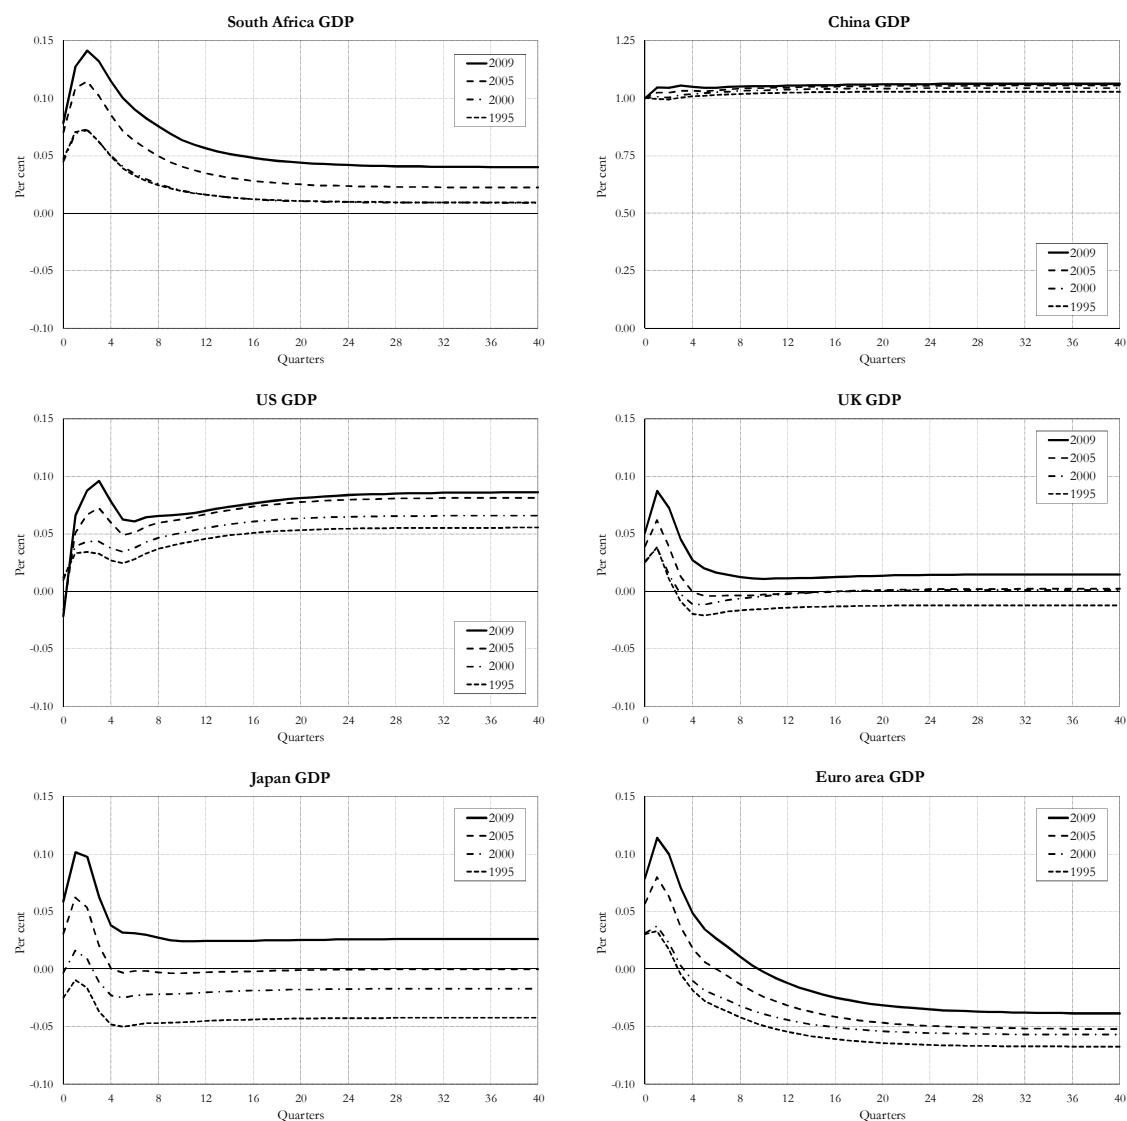 South Africa GDP
0.15
0.10
0.05
0.00
-0.05
-0.10
Per cent
2009
2005
2000
1995
0 4 8 12 16 20 24 28 32 36 40
Quarters
China GDP
1.25
1.00
0.75
0.50
0.25
0.00
Per cent
2009
2005
2000
1995
0 4 8 12 16 20 24 28 32 36 40
Quarters
US GDP
0.15
0.10
0.05
0.00
-0.05
-0.10
Per cent
2009
2005
2000
1995
0 4 8 12 16 20 24 28 32 36 40
Quarters
UK GDP
0.15
0.10
0.05
0.00
-0.05
-0.10
Per cent
2009
2005
2000
1995
0 4 8 12 16 20 24 28 32 36 40
Quarters
Japan GDP
0.15
0.10
0.05
0.00
-0.05
-0.10
Per cent
2009
2005
2000
1995
0 4 8 12 16 20 24 28 32 36 40
Quarters
Euro area GDP
0.15
0.10
0.05
0.00
-0.05
-0.10
Per cent
2009
2005
2000
1995
0 4 8 12 16 20 24 28 32 36 40
Quarters